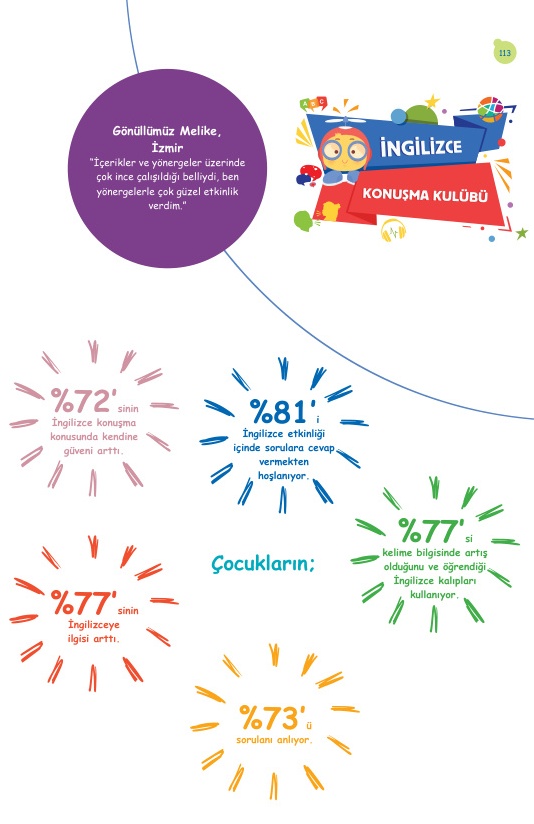 113
Gönüllümüz Melike,
İzmir
"İçerikler ve yönergeler üzerinde
çok ince çalışıldığı belliydi, ben
yönergelerle çok güzel etkinlik
verdim."
A B C
İNGİLİZCE
KONUŞMA KULÜBÜ
%72' sinin
İngilizce konuşma
konusunda kendine
güveni arttı.
%81' i
İngilizce etkinliği
içinde sorulara cevap
vermekten
hoşlanıyor.
%77' si
kelime bilgisinde artış
olduğunu ve öğrendiği
İngilizce kalıpları
kullanıyor.
Çocukların;
%77' sinin
İngilizceye
ilgisi arttı.
%73' ü
sorulanı anlıyor.